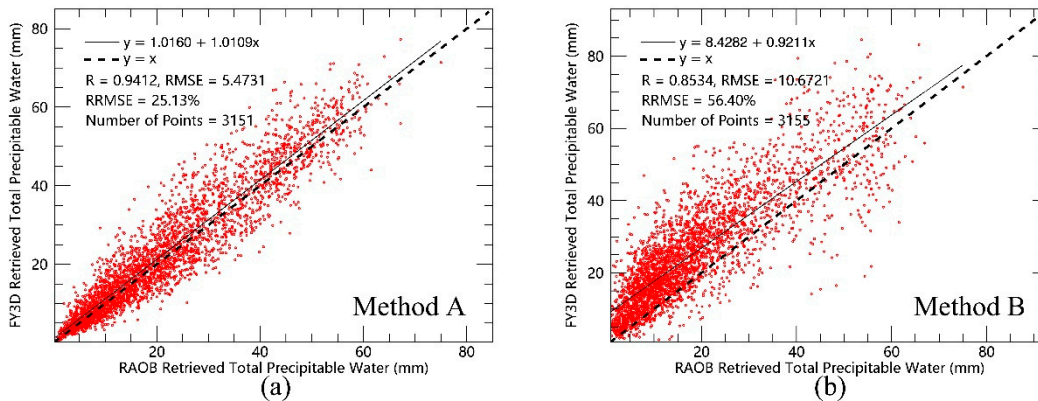 80
60
40
20
FY3D Retrieved Total Precipitable Water (mm)
y = 1.0160 + 1.0109x
y = x
R = 0.9412, RMSE = 5.4731
RRMSE = 25.13%
Number of Points = 3151
Method A
20 40 60 80
RAOB Retrieved Total Precipitable Water (mm)
(a)
80
60
40
20
FY3D Retrieved Total Precipitable Water (mm)
y = 8.4282 + 0.9211x
y = x
R = 0.8534, RMSE = 10.6721
RRMSE = 56.40%
Number of Points = 3155
Method B
20 40 60 80
RAOB Retrieved Total Precipitable Water (mm)
(b)